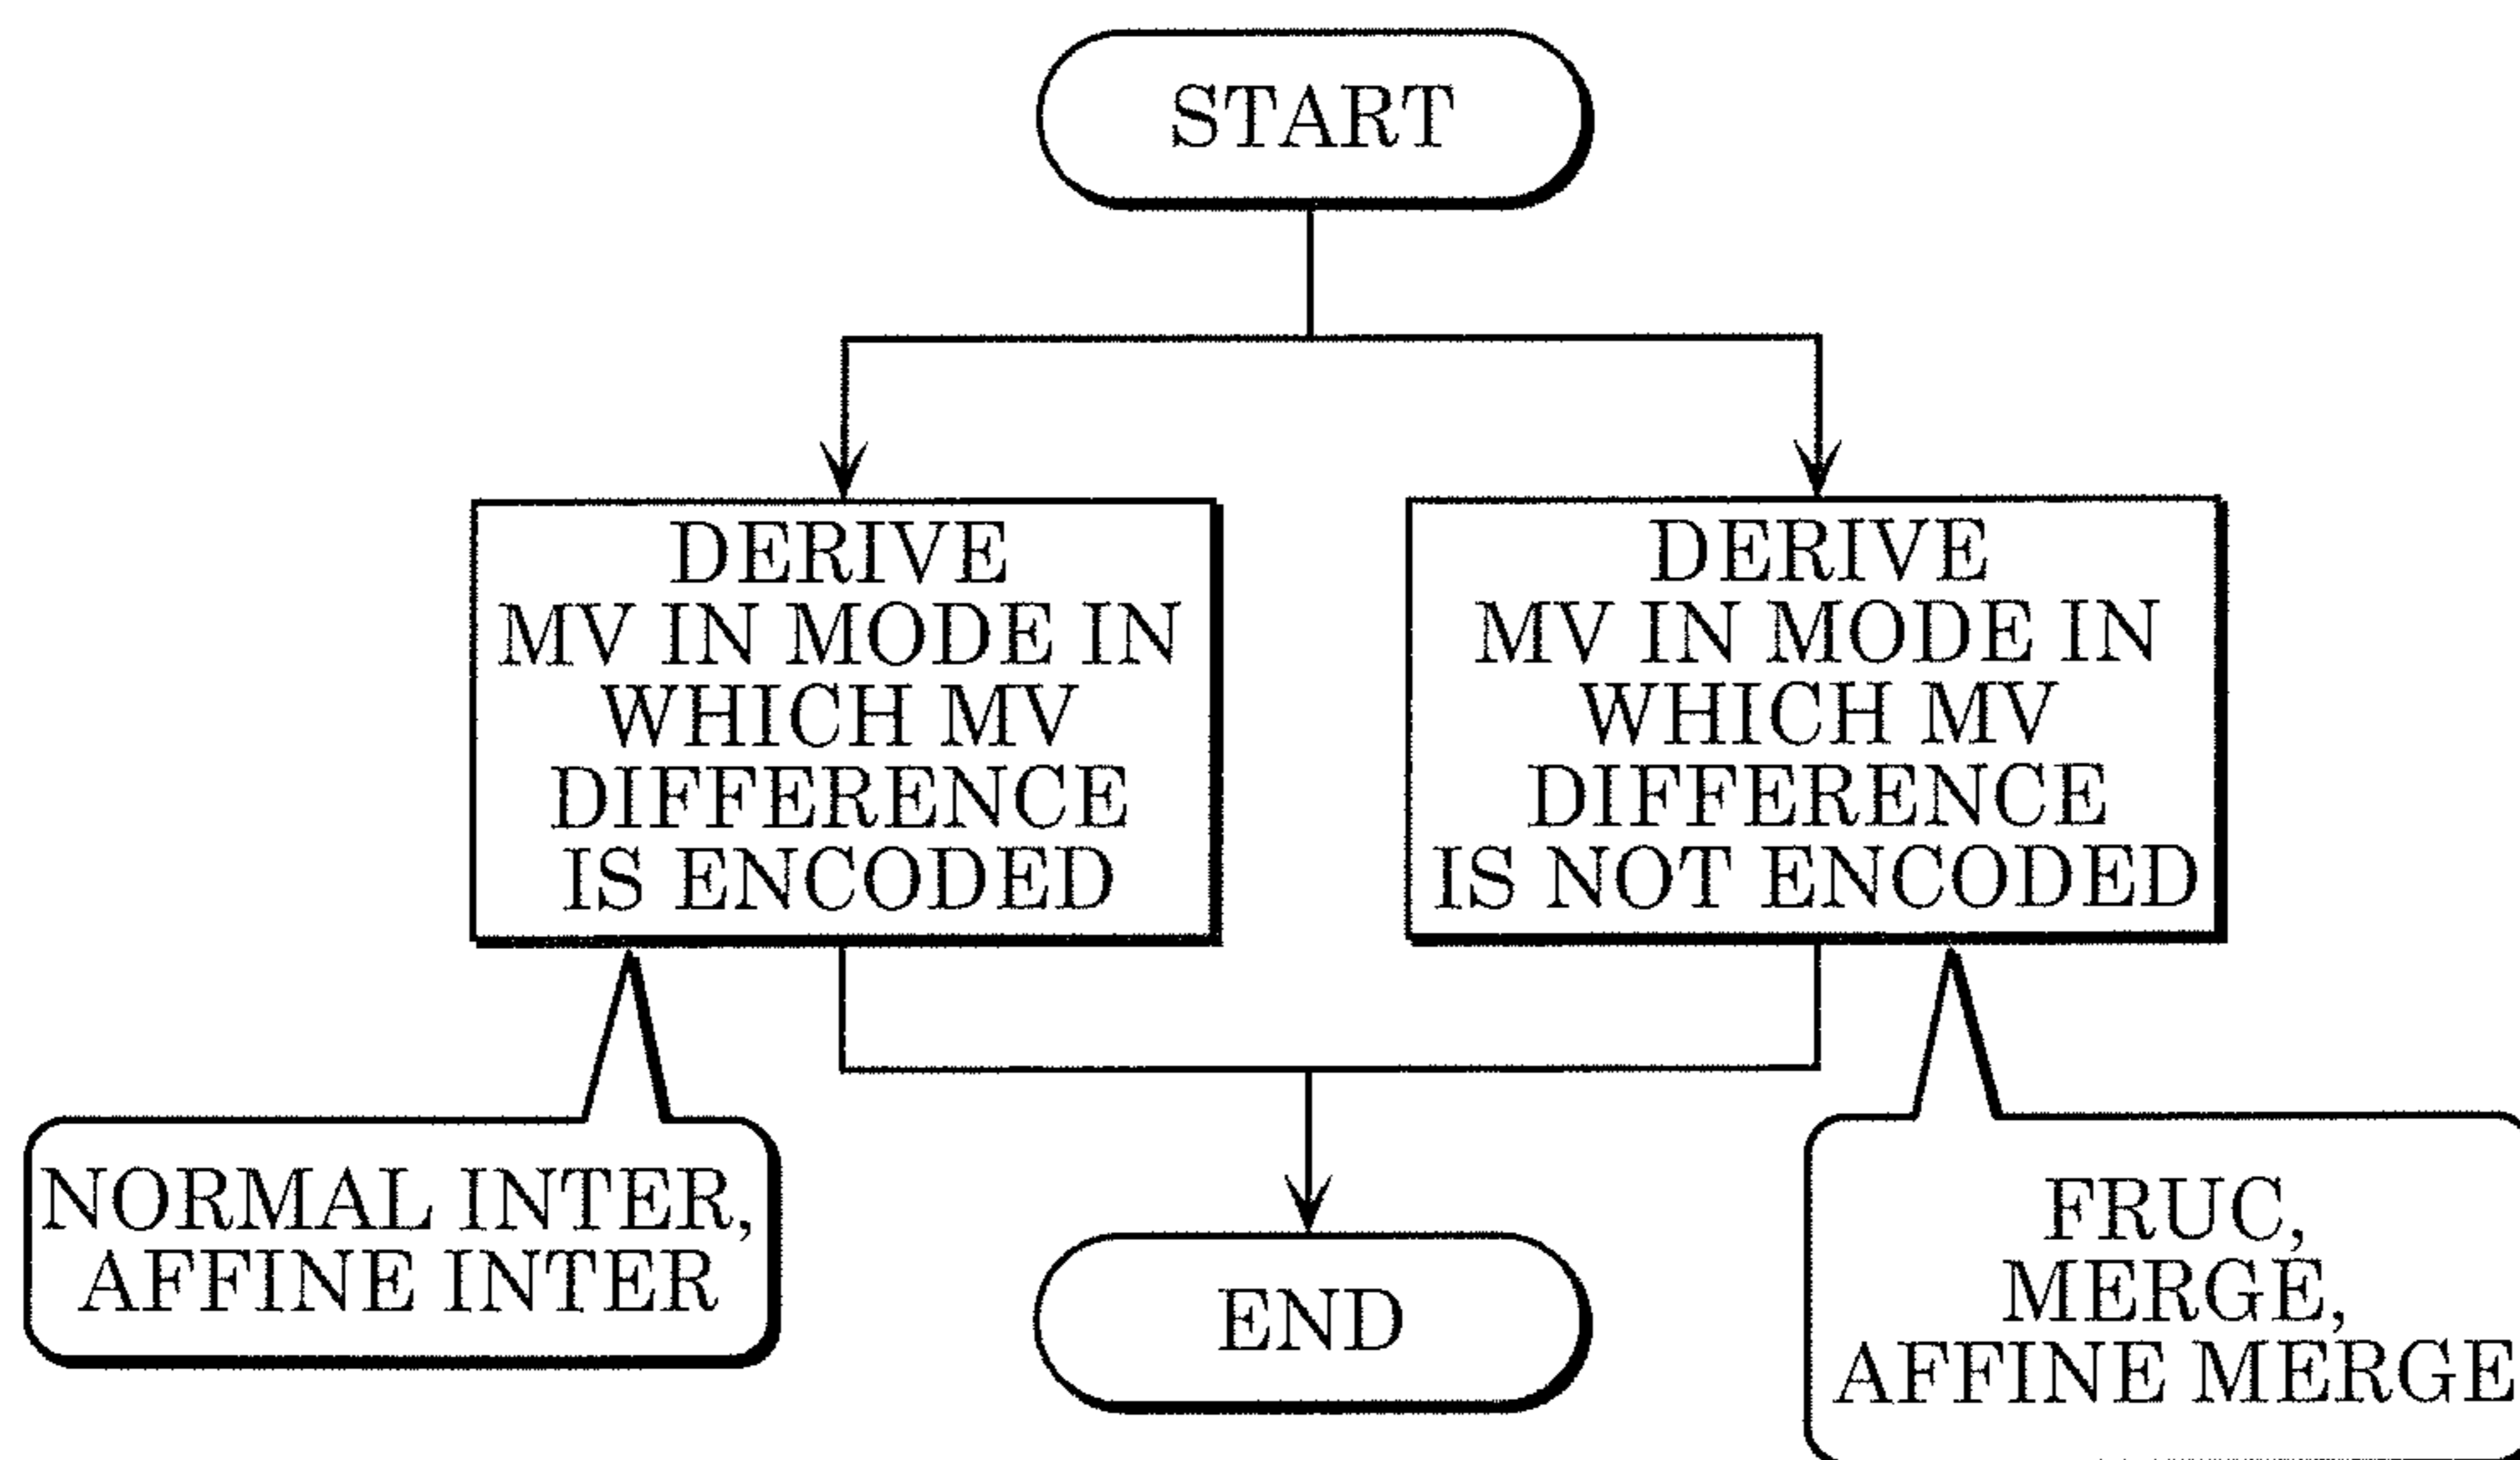 START
DERIVE
MV IN MODE IN
WHICH MV
DIFFERENCE
IS ENCODED
DERIVE
MV IN MODE IN
WHICH MV
DIFFERENCE
IS NOT ENCODED
NORMAL INTER,
AFFINE INTER
END
FRUC,
MERGE,
AFFINE MERGE